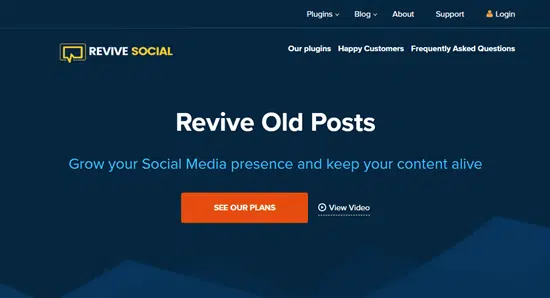 Plugins Blog About Support Login
REVIVE SOCIAL Our plugins Happy Customers Frequently Asked Questions
Revive Old Posts
Grow your Social Media presence and keep your content alive
SEE OUR PLANS View Video